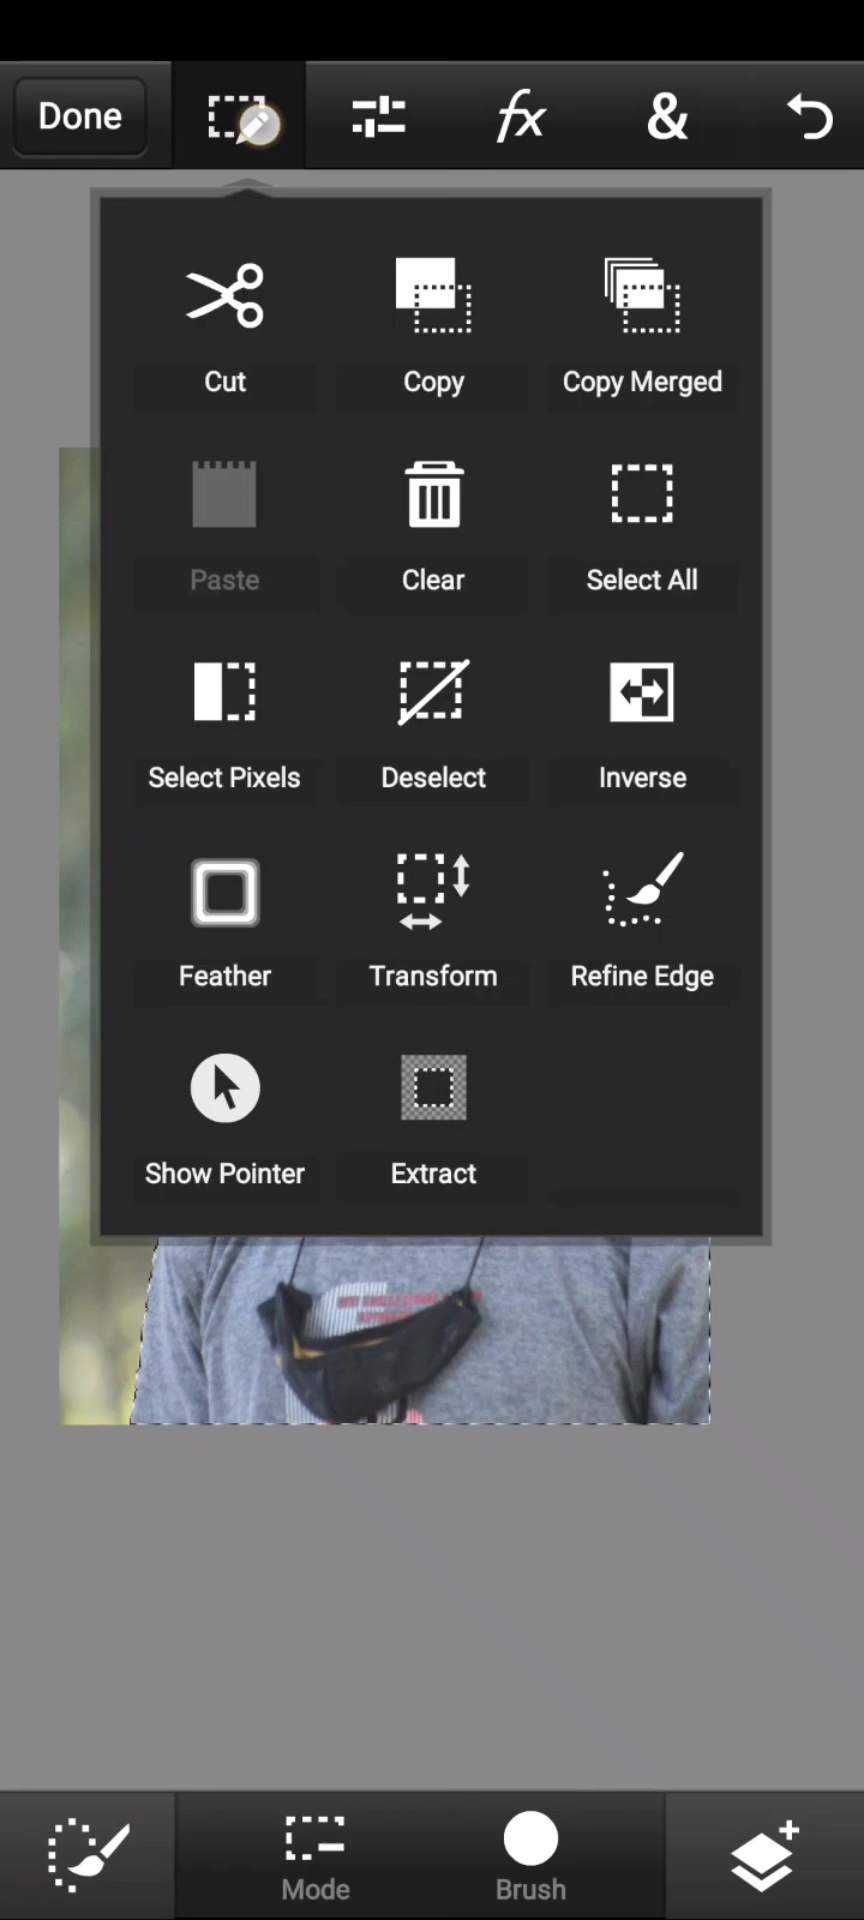 Done
fx
&
Cut
Copy
Copy Merged
Paste
Clear
Select All
Select Pixels
Deselect
Inverse
Feather
Transform
Refine Edge
Show Pointer
Extract
Mode
Brush